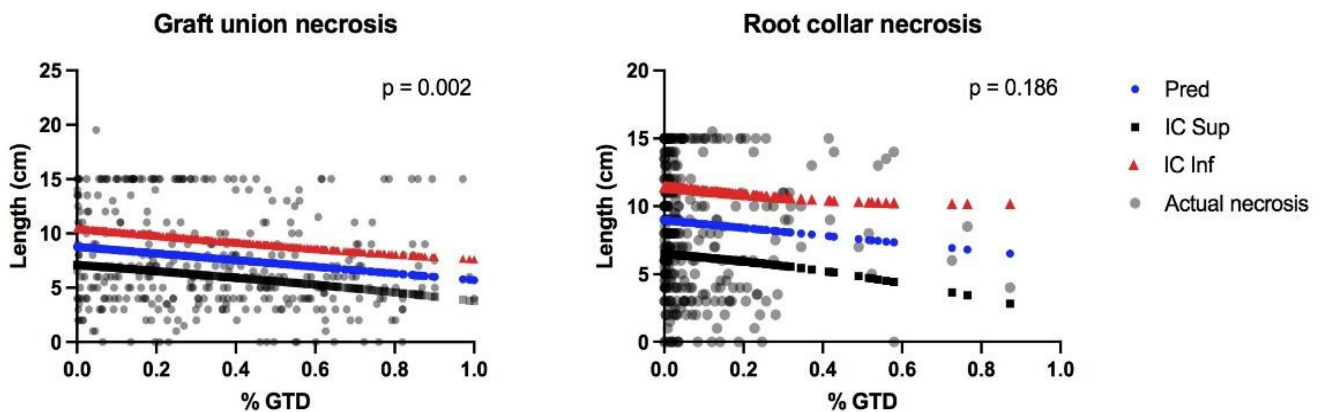 Graft union necrosis
p = 0.002
Length (cm)
25
20
15
10
5
0
0.0 0.2 0.4 0.6 0.8 1.0
% GTD
Root collar necrosis
p = 0.186
Length (cm)
20
15
10
5
0
0.0 0.2 0.4 0.6 0.8 1.0
% GTD
Pred
IC Sup
IC Inf
Actual necrosis